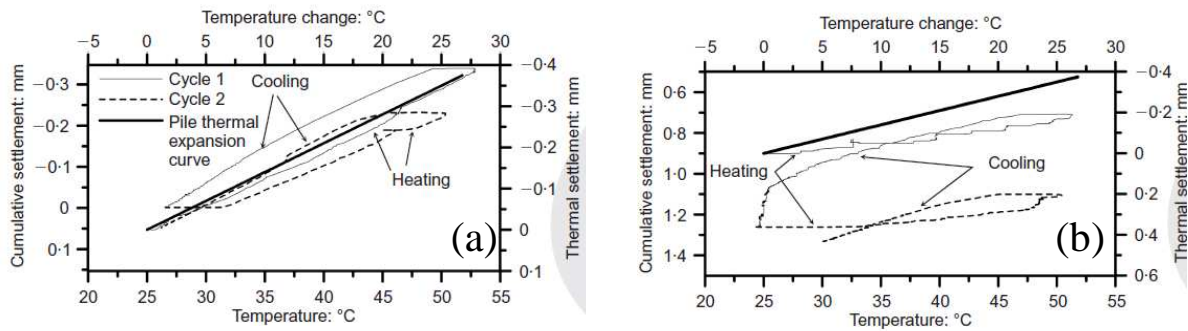 Temperature change: °C
−5 0 5 10 15 20 25 30
Cycle 1
Cycle 2
Pile thermal
expansion
curve
Cooling
Heating
(a)
Cumulative settlement: mm
−0·3
−0·2
−0·1
0
0·1
Thermal settlement: mm
−0·4
−0·3
−0·2
−0·1
0
0·1
20 25 30 35 40 45 50 55
Temperature: °C
Temperature change: °C
−5 0 5 10 15 20 25 30
Heating
Cooling
(b)
Cumulative settlement: mm
0·6
0·8
1·0
1·2
1·4
1·5
Thermal settlement: mm
−0·4
−0·2
0
0·2
0·4
0·6
20 25 30 35 40 45 50 55
Temperature: °C